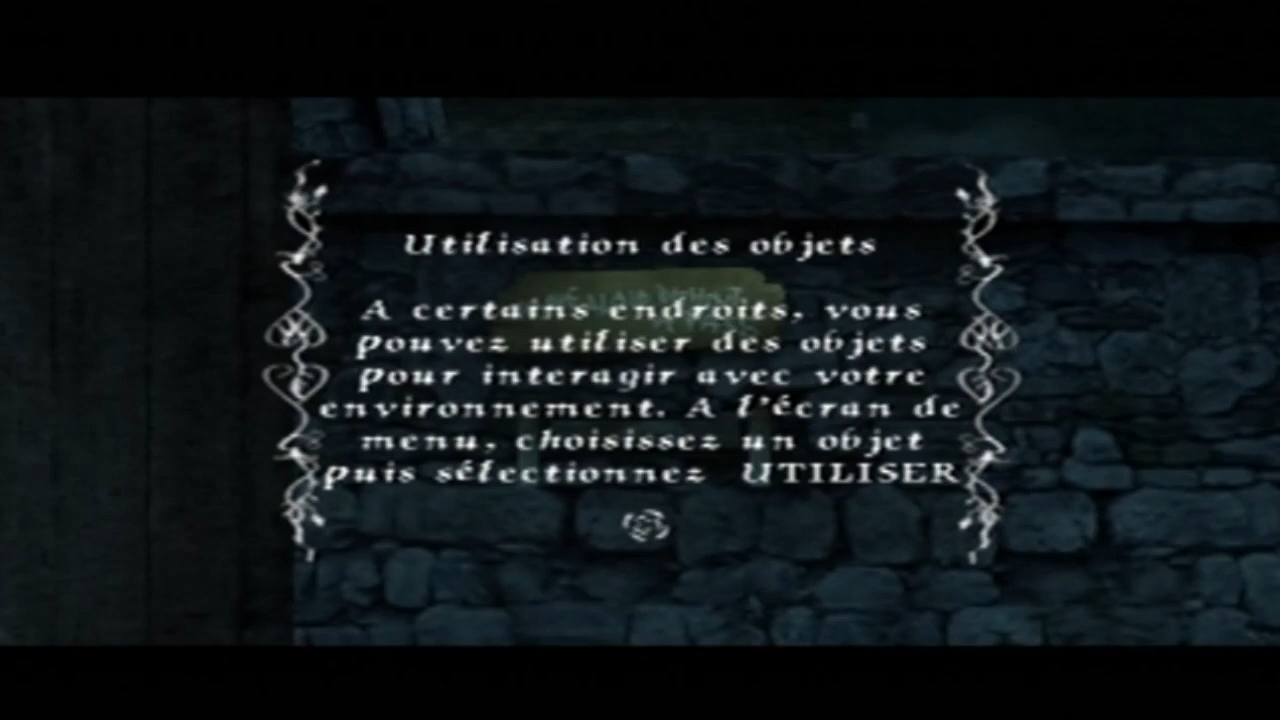 Utilisation des objets
A certains endroits, vous
pouvez utiliser des objets
pour interagir avec votre
environnement. A l'écran de
menu, choisissez un objet
puis sélectionnez UTILISER